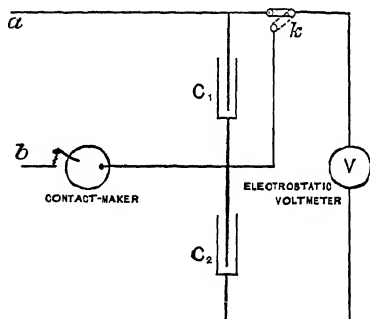 a
k
C₁
b
CONTACT-MAKER
ELECTROSTATIC
VOLTMETER
V
C₂